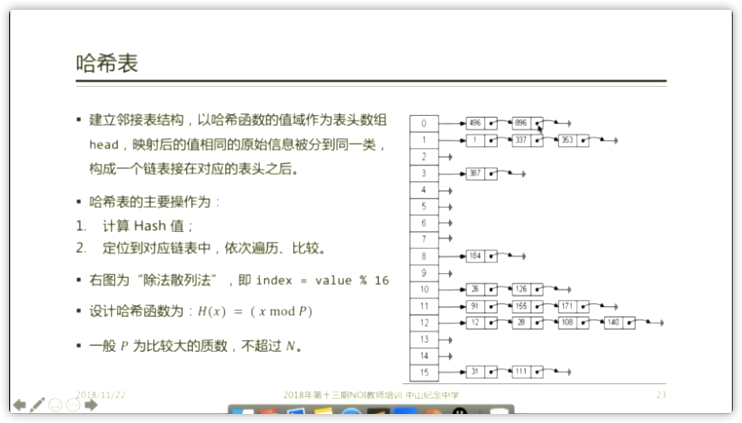 哈希表
▪ 建立邻接表结构，以哈希函数的值域作为表头数组
head，映射后的值相同的原始信息被分到同一类，
构成一个链表接在对应的表头之后。
▪ 哈希表的主要操作为：
1. 计算 Hash 值；
2. 定位到对应链表中，依次遍历、比较。
▪ 右图为“除法散列法”，即 index = value % 16
▪ 设计哈希函数为：H(x) = ( x mod P)
▪ 一般 P 为比较大的质数，不超过 N。
0 496 896
1 1 337 353
2
3 387
4
5
6
7
8 184
9
10 26 126
11 91 155 171
12 12 28 108 140
13
14
15 31 111
2018/11/22 2018年第十三期NOI教师培训 中山纪念中学 23